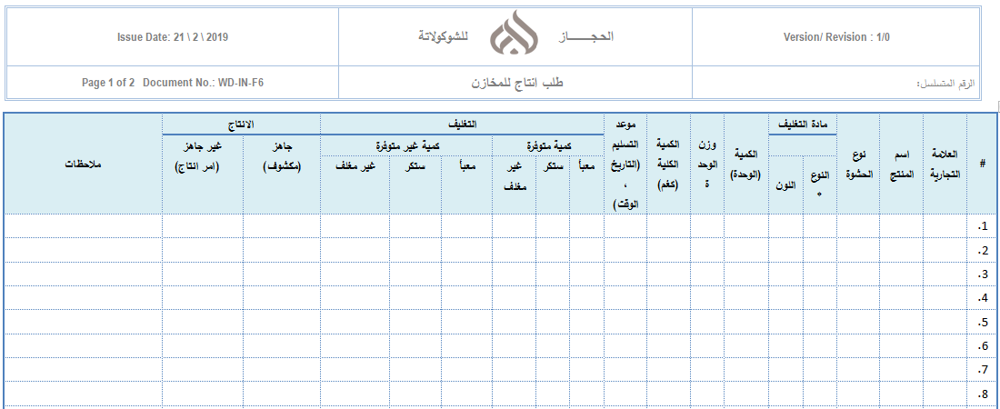 Issue Date: 21 \ 2 \ 2019
الحجـــــاز للشوكولاتة
Version/ Revision : 1/0
Page 1 of 2 Document No.: WD-IN-F6
طلب انتاج للمخازن
الرقم المتسلسل:
#
العلامة
التجارية
اسم
المنتج
نوع
الحشوة
مادة التغليف
النوع
*
اللون
الكمية
(الوحدة)
وزن
الوحد
ة
الكمية
الكلية
(كغم)
موعد
التسليم
(التاريخ
،
الوقت)
التغليف
كمية متوفرة
معبأ
ستكر
غير
مغلف
كمية غير متوفرة
معبأ
ستكر
غير مغلف
الانتاج
جاهز
(مكشوف)
غير جاهز
(امر انتاج)
ملاحظات
1.
2.
3.
4.
5.
6.
7.
8.